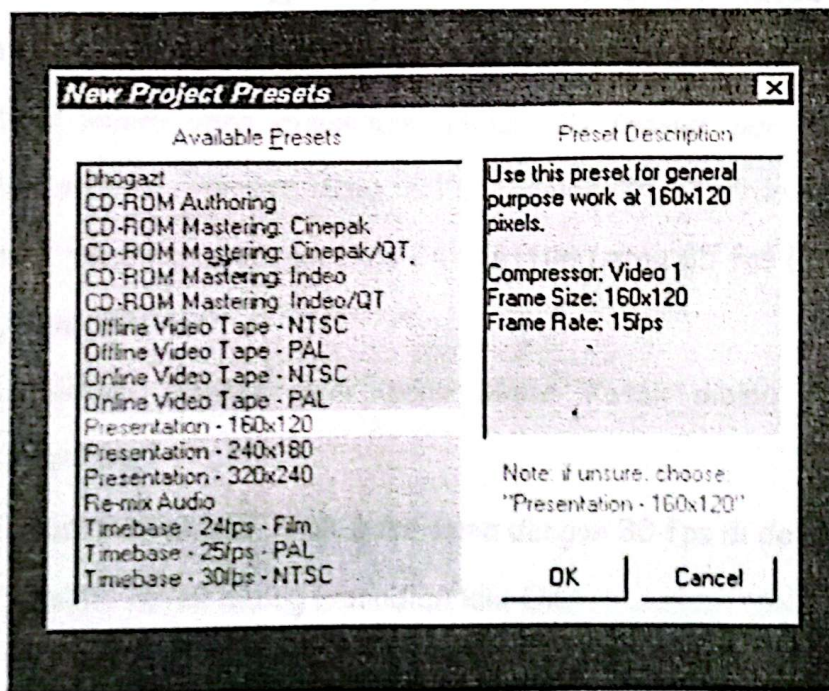 New Project Presets
Available Presets
bhogazt
CD-ROM Authoring
CD-ROM Mastering: Cinepak
CD-ROM Mastering: Cinepak/QT
CD-ROM Mastering: Indeo
CD-ROM Mastering: Indeo/QT
Offline Video Tape - NTSC
Offline Video Tape - PAL
Online Video Tape - NTSC
Online Video Tape - PAL
Presentation - 160x120
Presentation - 240x180
Presentation - 320x240
Re-mix Audio
Timebase - 24fps - Film
Timebase - 25fps - PAL
Timebase - 30fps - NTSC
Preset Description
Use this preset for general
purpose work at 160x120
pixels.
Compressor: Video 1
Frame Size: 160x120
Frame Rate: 15fps
Note: if unsure, choose:
"Presentation - 160x120"
OK
Cancel